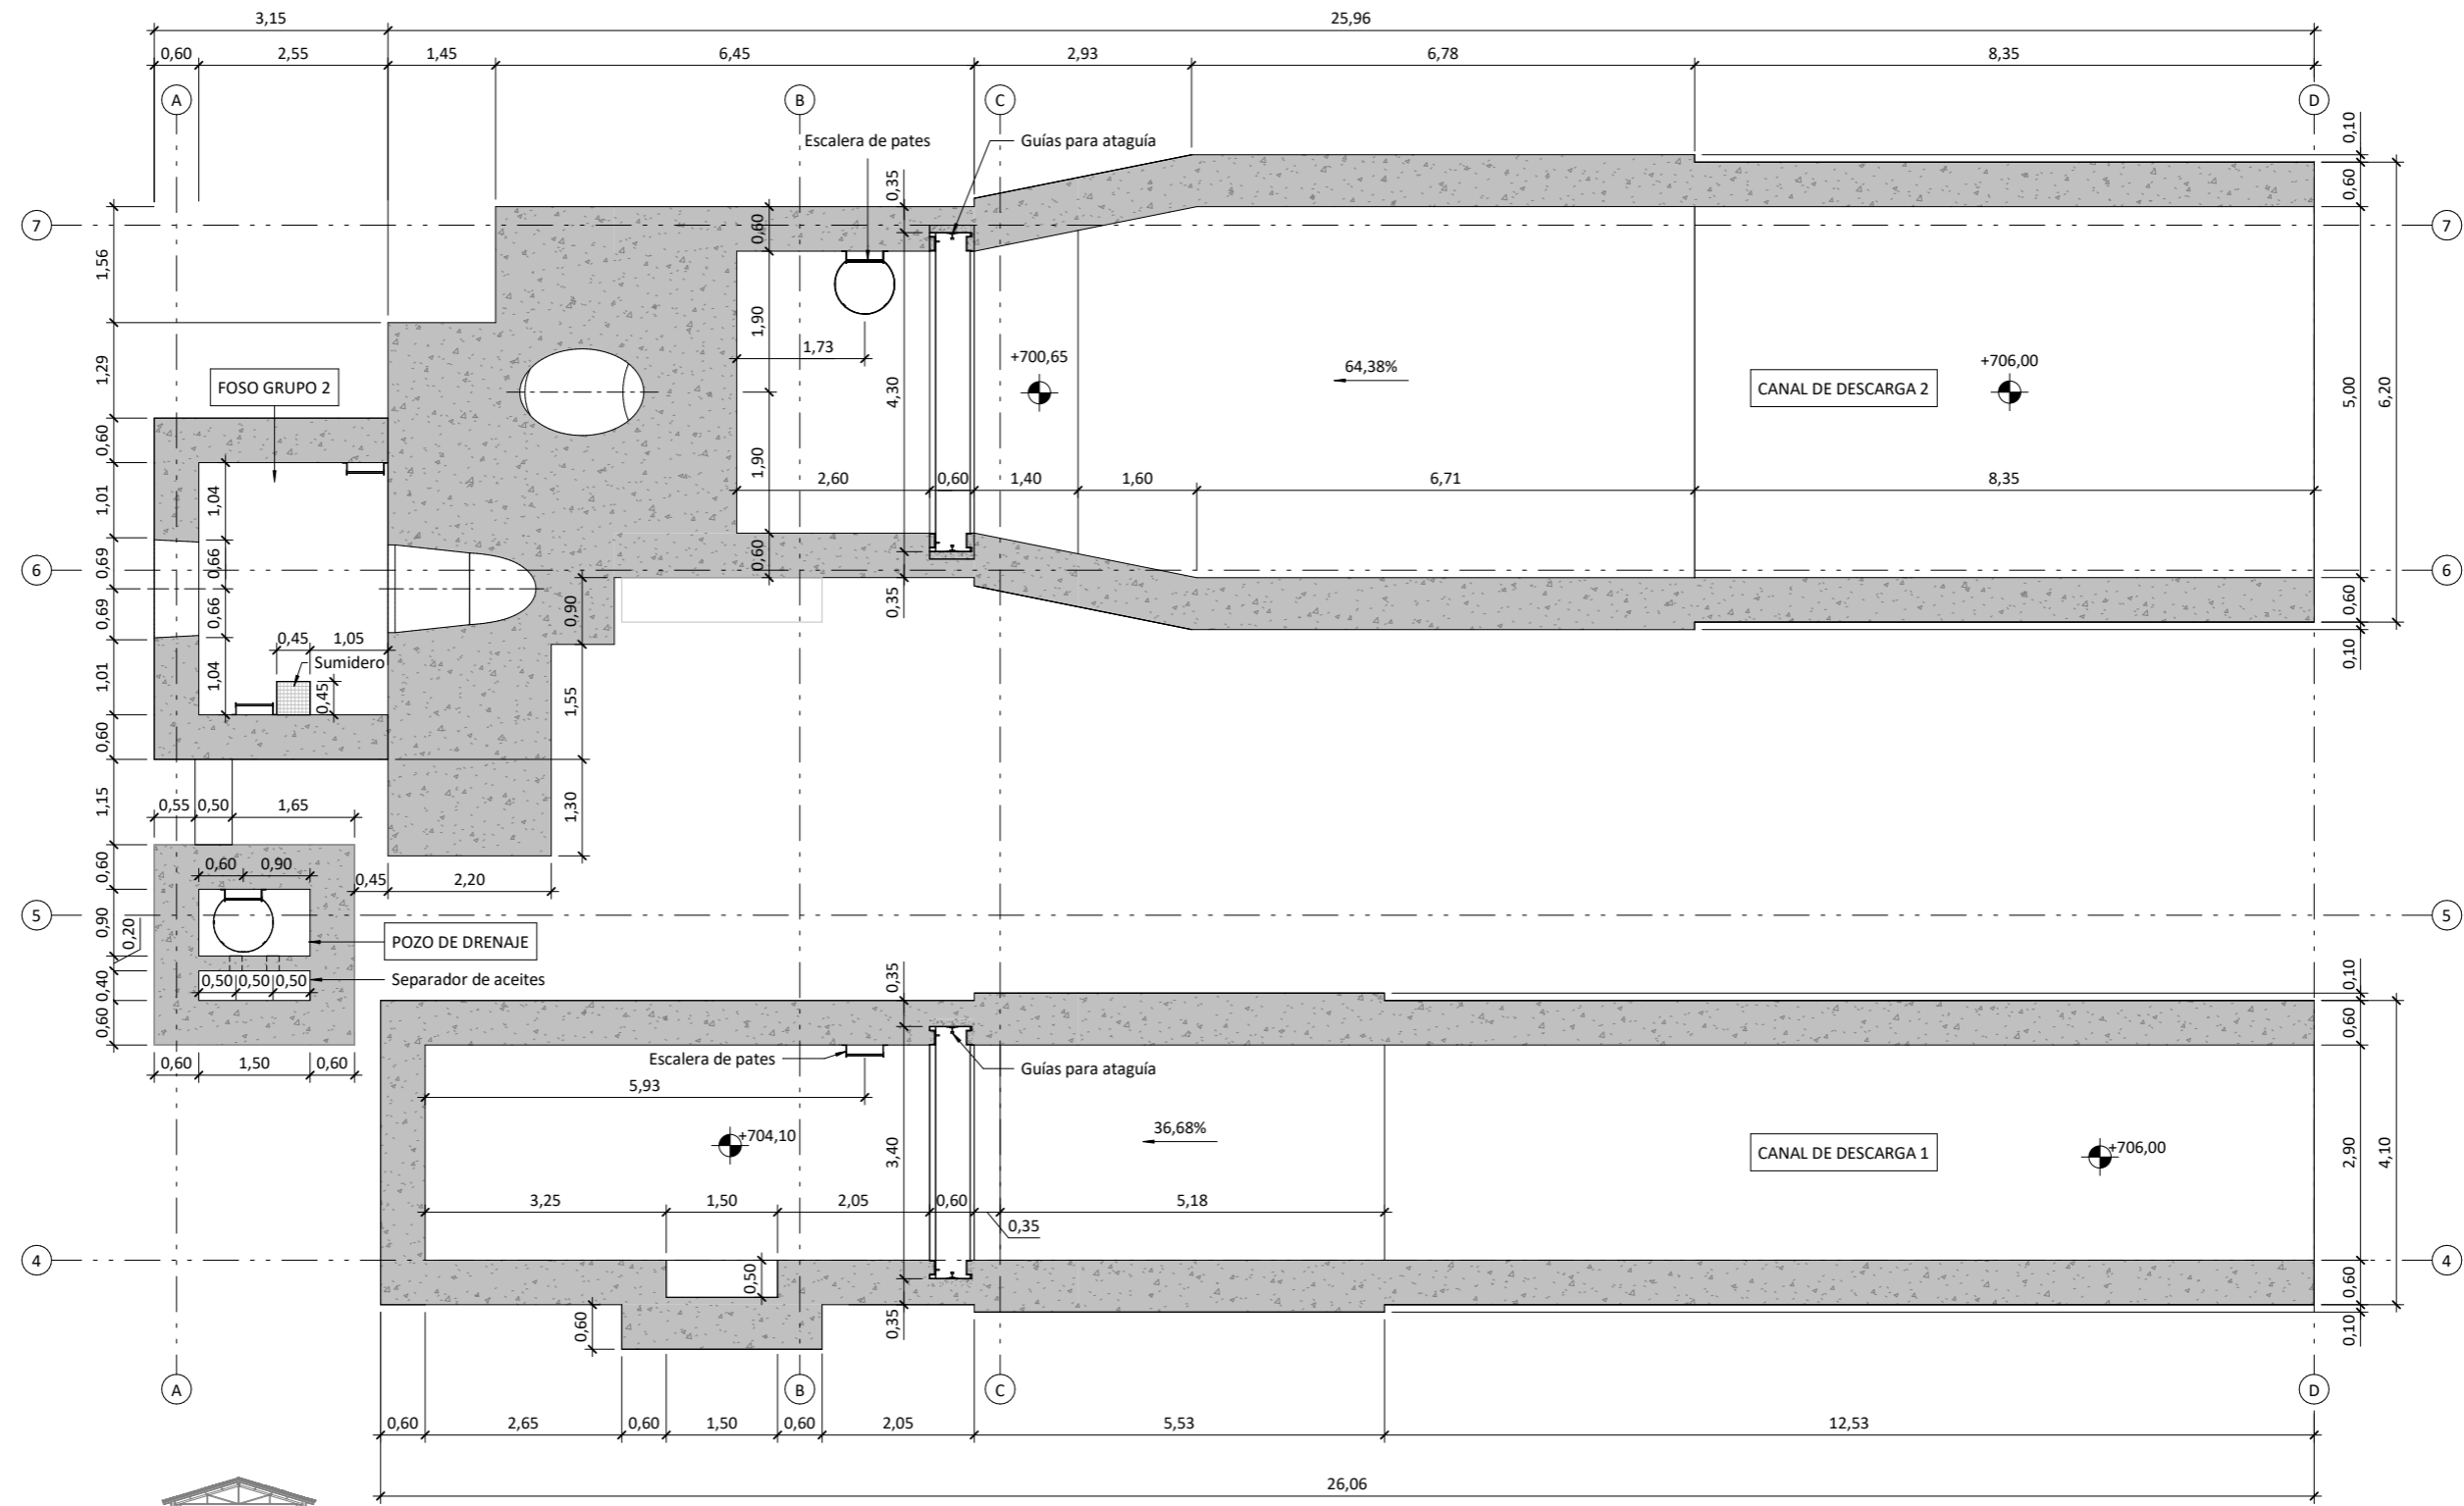 3,15 25,96
0,60 2,55 1,45 6,45 2,93 6,78 8,35
A B C D
Escalera de pates Guías para ataguía
0,10
0,35 0,60
7 0,60 7
1,56
1,90
1,73 +700,65 64,38% +706,00
1,29 4,30 5,00 6,20
FOSO GRUPO 2 CANAL DE DESCARGA 2
0,60
1,90
1,01 1,04 2,60 0,60 1,40 1,60 6,71 8,35
0,60
0,69 0,66
6 6
0,69 0,66 0,90 0,35 0,60
0,45 1,05 0,10
Sumidero
1,01 1,04 0,45 1,55
0,60
1,15 0,55 0,50 1,65 1,30
0,60 0,60 0,90
0,45 2,20
5 5
0,90 0,20
POZO DE DRENAJE
Separador de aceites
0,40 0,50 0,50 0,50 0,35 0,10
0,60 0,60
Escalera de pates Guías para ataguía
0,60 1,50 0,60
5,93
+704,10 36,68% +706,00
CANAL DE DESCARGA 1
3,40 2,90 4,10
3,25 1,50 2,05 0,60 5,18
0,35
4 4
0,50 0,60
0,60 0,35 0,10
A B C D
0,60 2,65 0,60 1,50 0,60 2,05 5,53 12,53
26,06